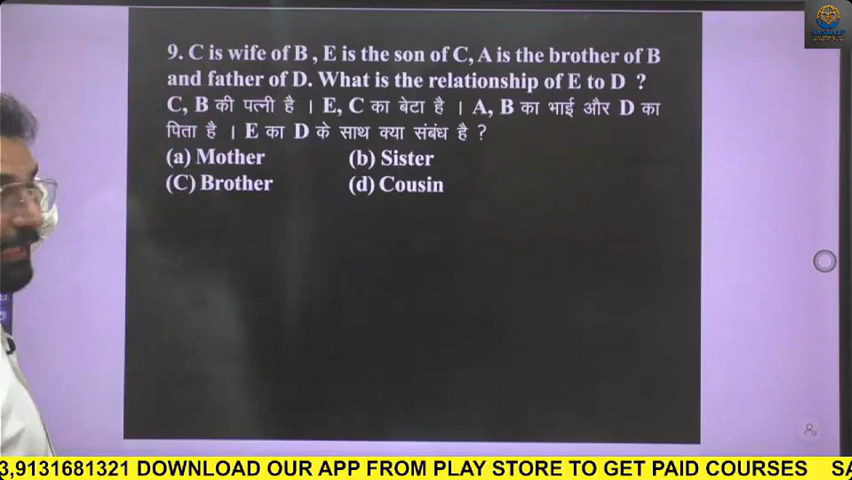 9. C is wife of B , E is the son of C, A is the brother of B
and father of D. What is the relationship of E to D ?
C, B की पत्नी है । E, C का बेटा है । A, B का भाई और D का
पिता है । E का D के साथ क्या संबंध है ?
(a) Mother (b) Sister
(C) Brother (d) Cousin
3,9131681321 DOWNLOAD OUR APP FROM PLAY STORE TO GET PAID COURSES SA